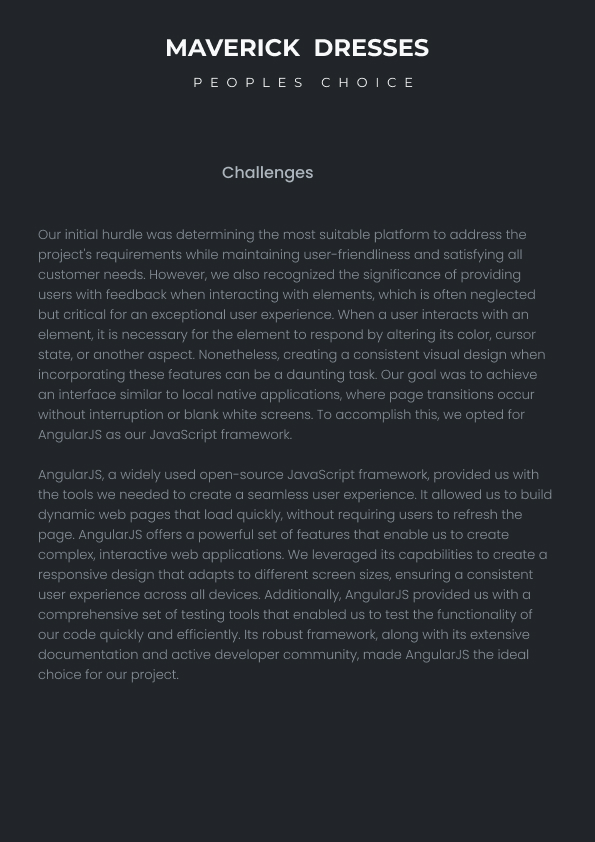 MAVERICK DRESSES
PEOPLES CHOICE
Challenges
Our initial hurdle was determining the most suitable platform to address the
project's requirements while maintaining user-friendliness and satisfying all
customer needs. However, we also recognized the significance of providing
users with feedback when interacting with elements, which is often neglected
but critical for an exceptional user experience. When a user interacts with an
element, it is necessary for the element to respond by altering its color, cursor
state, or another aspect. Nonetheless, creating a consistent visual design when
incorporating these features can be a daunting task. Our goal was to achieve
an interface similar to local native applications, where page transitions occur
without interruption or blank white screens. To accomplish this, we opted for
AngularJS as our JavaScript framework.
AngularJS, a widely used open-source JavaScript framework, provided us with
the tools we needed to create a seamless user experience. It allowed us to build
dynamic web pages that load quickly, without requiring users to refresh the
page. AngularJS offers a powerful set of features that enable us to create
complex, interactive web applications. We leveraged its capabilities to create a
responsive design that adapts to different screen sizes, ensuring a consistent
user experience across all devices. Additionally, AngularJS provided us with a
comprehensive set of testing tools that enabled us to test the functionality of
our code quickly and efficiently. Its robust framework, along with its extensive
documentation and active developer community, made AngularJS the ideal
choice for our project.